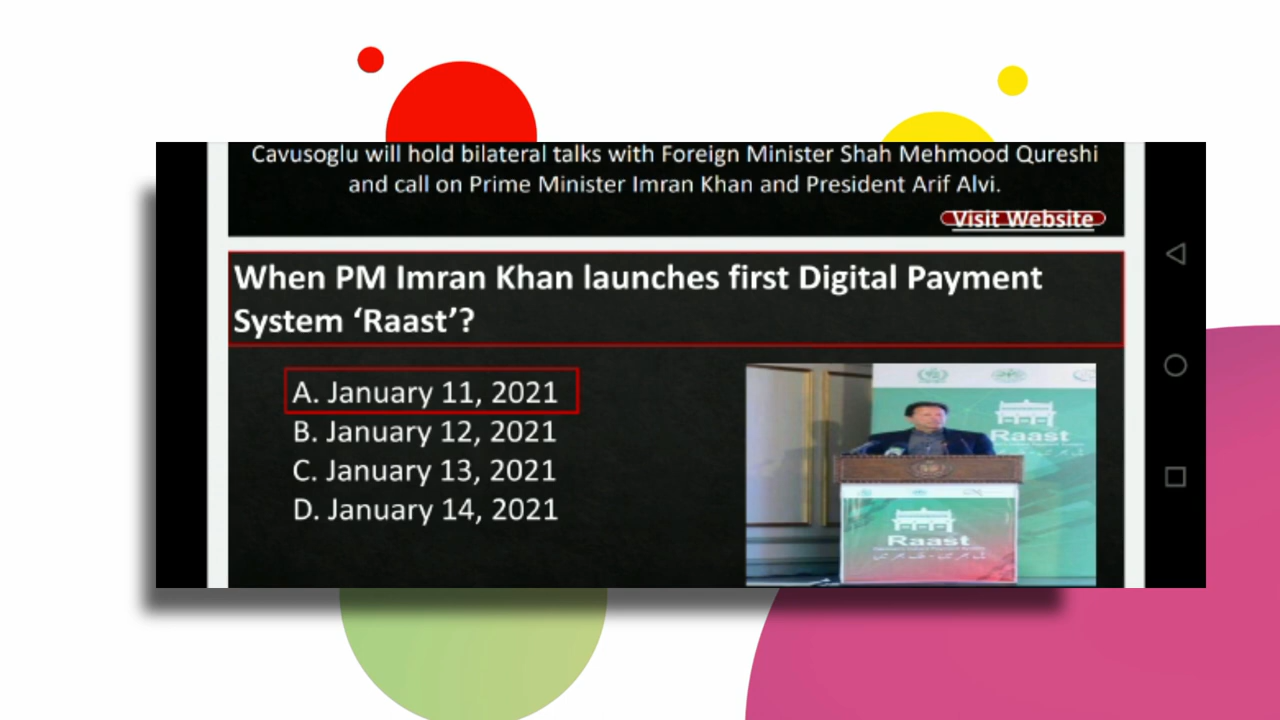 Cavusoglu will hold bilateral talks with Foreign Minister Shah Mehmood Qureshi
and call on Prime Minister Imran Khan and President Arif Alvi.
Visit Website
When PM Imran Khan launches first Digital Payment
System ‘Raast’?
A. January 11, 2021
B. January 12, 2021
C. January 13, 2021
D. January 14, 2021
Raast
Raast